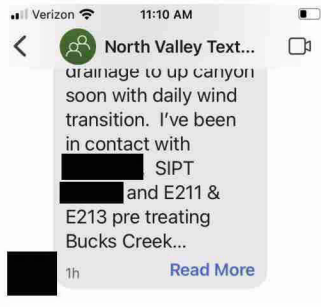 Verizon 11:10 AM
North Valley Text...
drainage to up canyon
soon with daily wind
transition. I've been
in contact with
SIPT
and E211 &
E213 pre treating
Bucks Creek...
1h Read More